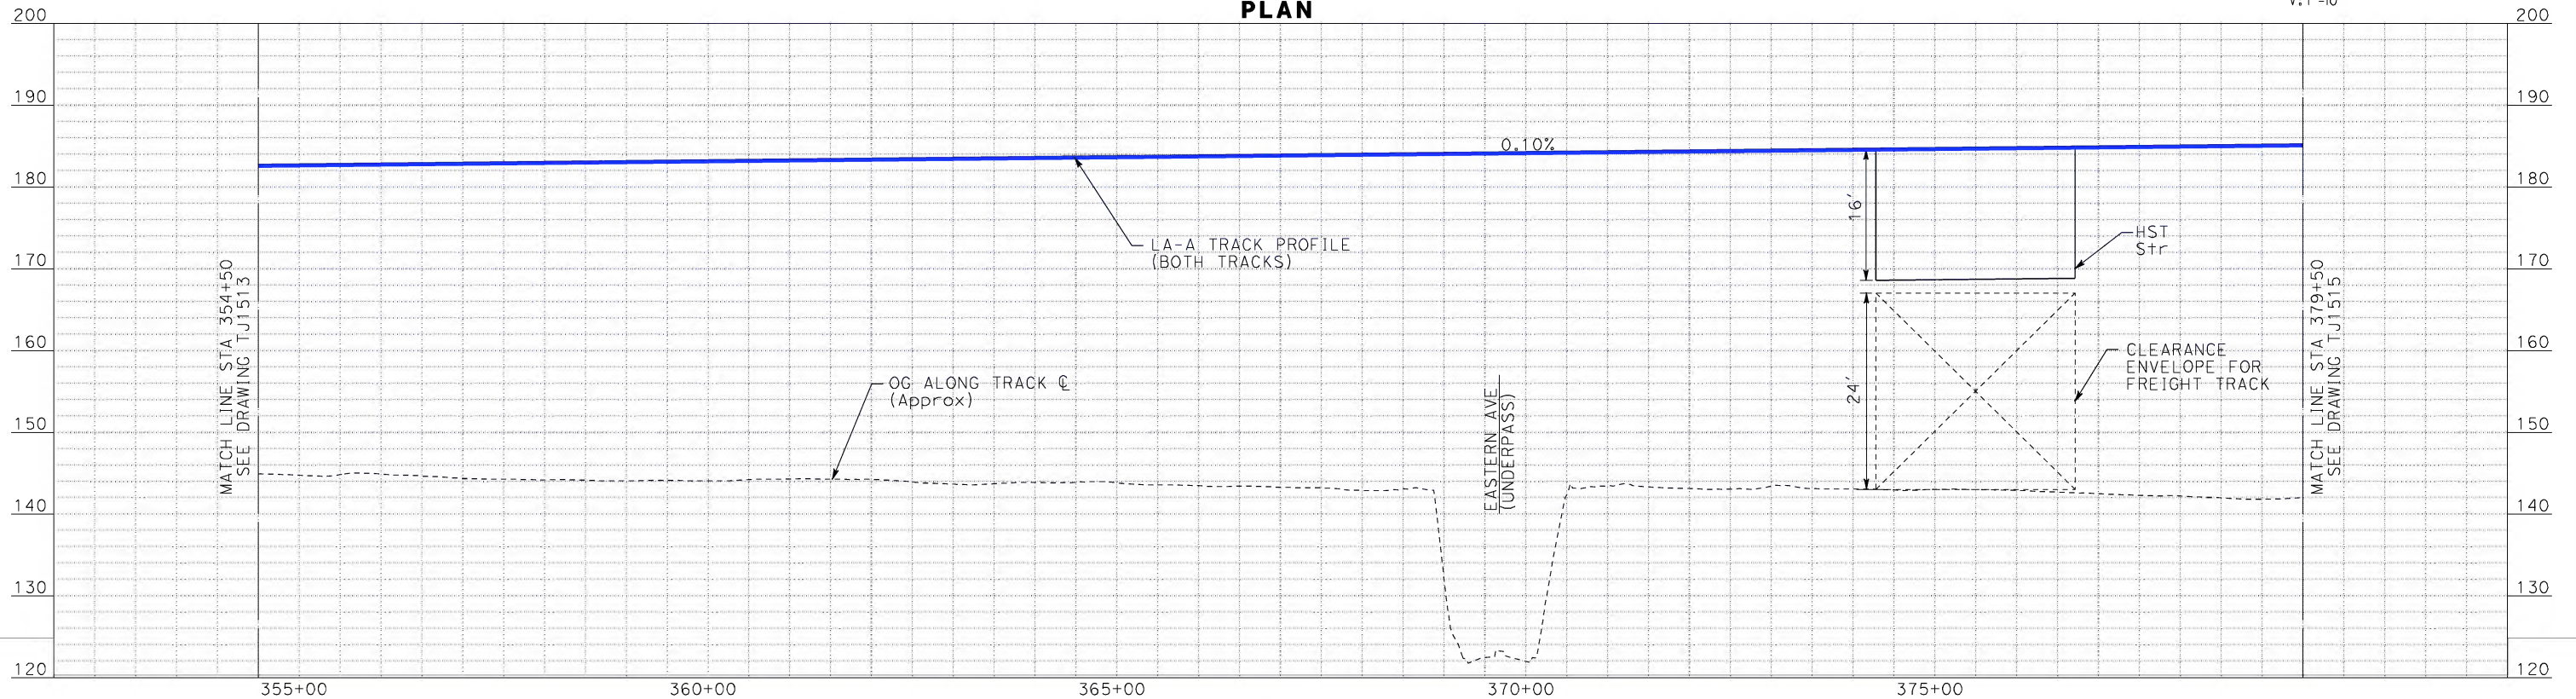 PLAN
200
200
190
190
180
180
170
170
160
160
150
150
140
140
130
130
120
120
0.10%
16'
LA-A TRACK PROFILE
(BOTH TRACKS)
HST
Str
MATCH LINE STA 354+50
SEE DRAWING TJ1513
24'
CLEARANCE
ENVELOPE FOR
FREIGHT TRACK
OG ALONG TRACK ℄
(Approx)
EASTERN AVE
(UNDERPASS)
MATCH LINE STA 379+50
SEE DRAWING TJ1515
355+00
360+00
365+00
370+00
375+00